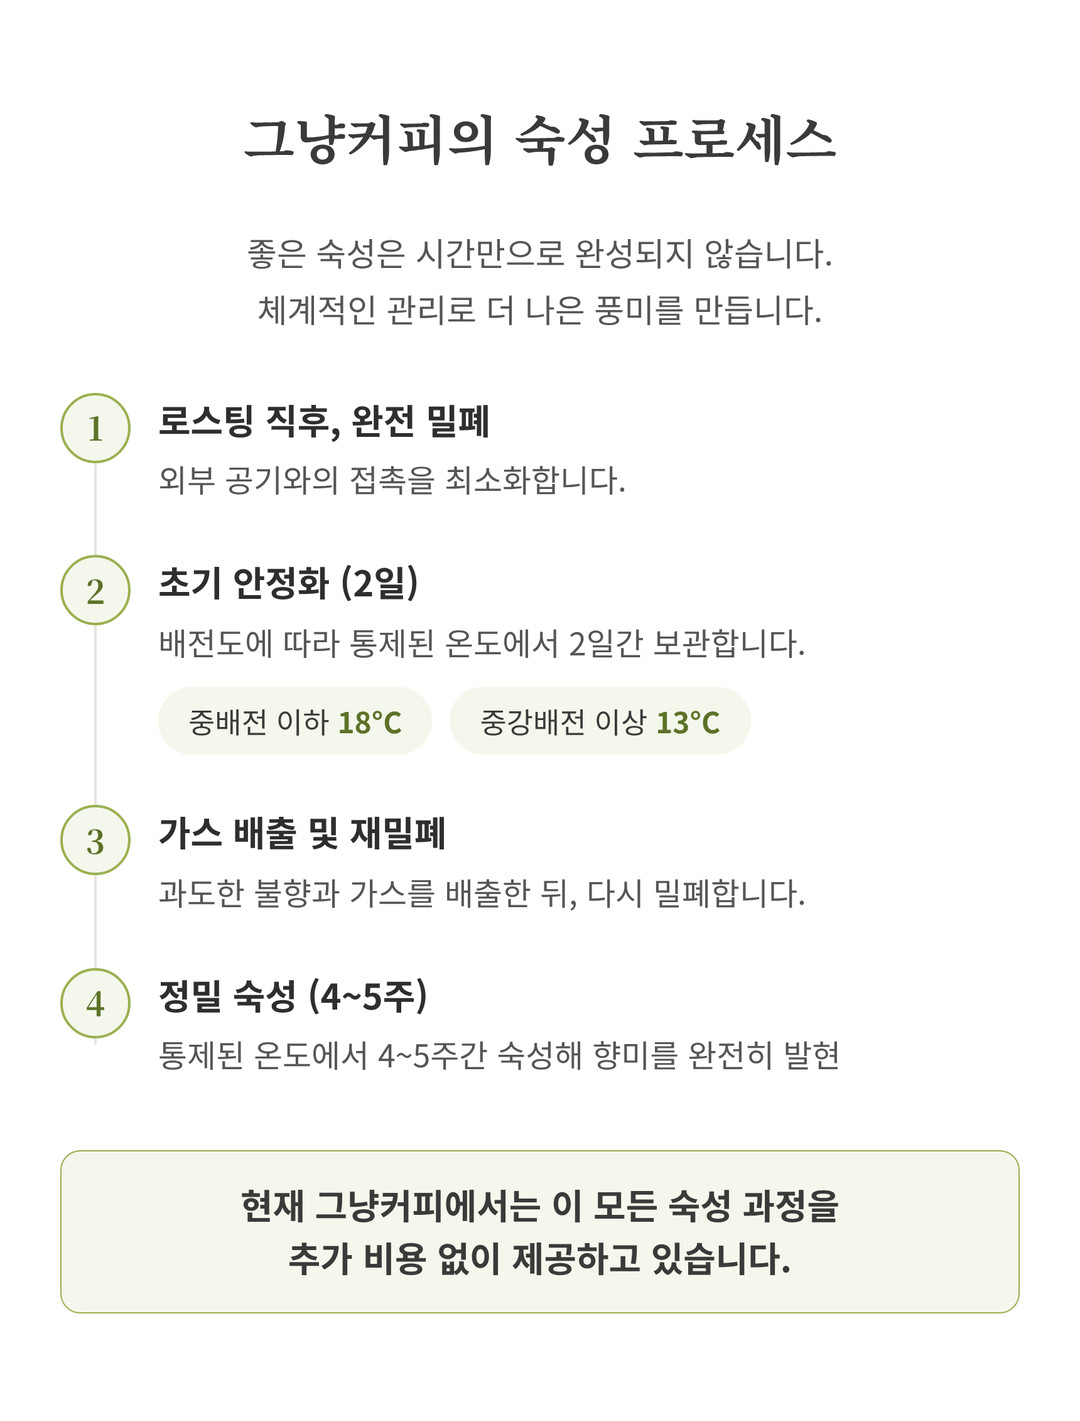 그냥커피의 숙성 프로세스
좋은 숙성은 시간만으로 완성되지 않습니다.
체계적인 관리로 더 나은 풍미를 만듭니다.
1
로스팅 직후, 완전 밀폐
외부 공기와의 접촉을 최소화합니다.
2
초기 안정화 (2일)
배전도에 따라 통제된 온도에서 2일간 보관합니다.
중배전 이하 18°C
중강배전 이상 13°C
3
가스 배출 및 재밀폐
과도한 불향과 가스를 배출한 뒤, 다시 밀폐합니다.
4
정밀 숙성 (4~5주)
통제된 온도에서 4~5주간 숙성해 향미를 완전히 발현
현재 그냥커피에서는 이 모든 숙성 과정을
추가 비용 없이 제공하고 있습니다.